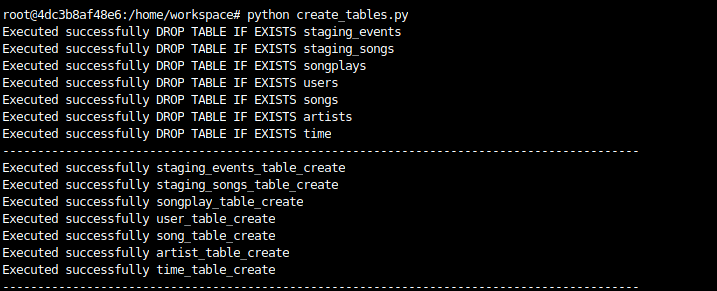 root@4dc3b8af48e6:/home/workspace# python create_tables.py
Executed successfully DROP TABLE IF EXISTS staging_events
Executed successfully DROP TABLE IF EXISTS staging_songs
Executed successfully DROP TABLE IF EXISTS songplays
Executed successfully DROP TABLE IF EXISTS users
Executed successfully DROP TABLE IF EXISTS songs
Executed successfully DROP TABLE IF EXISTS artists
Executed successfully DROP TABLE IF EXISTS time
-------------------------------------------------------------------------------------------
Executed successfully staging_events_table_create
Executed successfully staging_songs_table_create
Executed successfully songplay_table_create
Executed successfully user_table_create
Executed successfully song_table_create
Executed successfully artist_table_create
Executed successfully time_table_create
-------------------------------------------------------------------------------------------